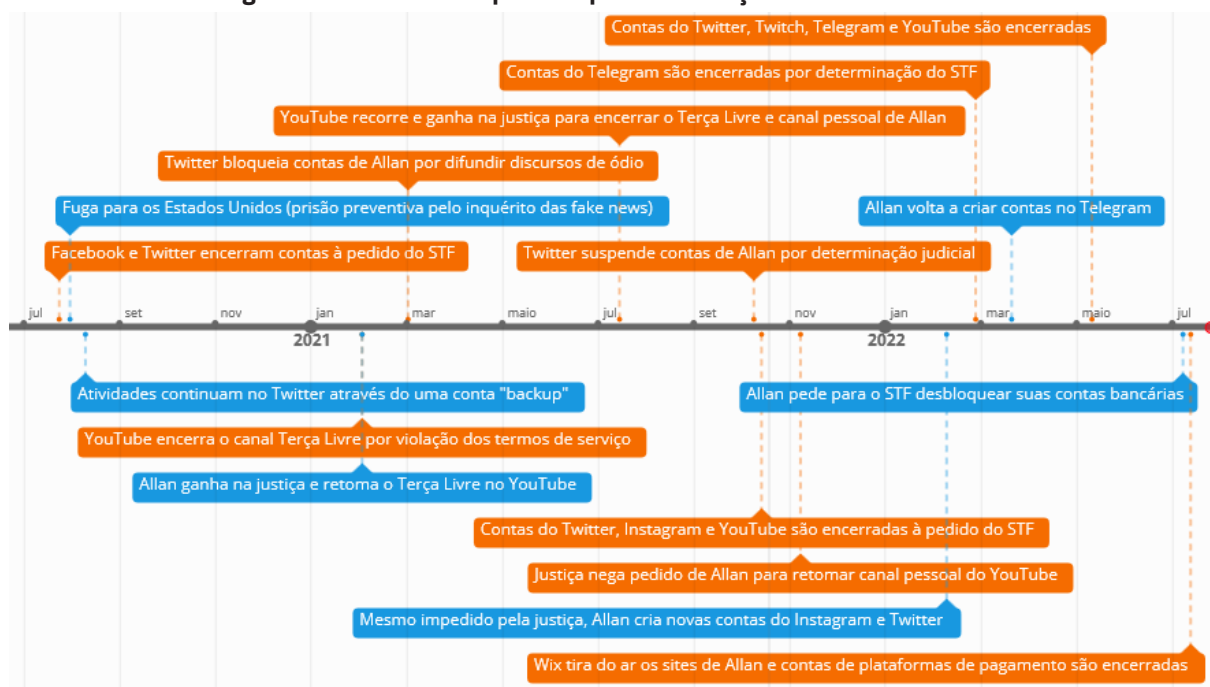 Contas do Twitter, Twitch, Telegram e YouTube são encerradas
Contas do Telegram são encerradas por determinação do STF
YouTube recorre e ganha na justiça para encerrar o Terça Livre e canal pessoal de Allan
Twitter bloqueia contas de Allan por difundir discursos de ódio
Fuga para os Estados Unidos (prisão preventiva pelo inquérito das fake news)
Allan volta a criar contas no Telegram
Facebook e Twitter encerram contas à pedido do STF
Twitter suspende contas de Allan por determinação judicial
jul set nov jan mar maio jul set nov jan mar maio jul
2021 2022
Atividades continuam no Twitter através do uma conta "backup"
Allan pede para o STF desbloquear suas contas bancárias
YouTube encerra o canal Terça Livre por violação dos termos de serviço
Allan ganha na justiça e retoma o Terça Livre no YouTube
Contas do Twitter, Instagram e YouTube são encerradas à pedido do STF
Justiça nega pedido de Allan para retomar canal pessoal do YouTube
Mesmo impedido pela justiça, Allan cria novas contas do Instagram e Twitter
Wix tira do ar os sites de Allan e contas de plataformas de pagamento são encerradas